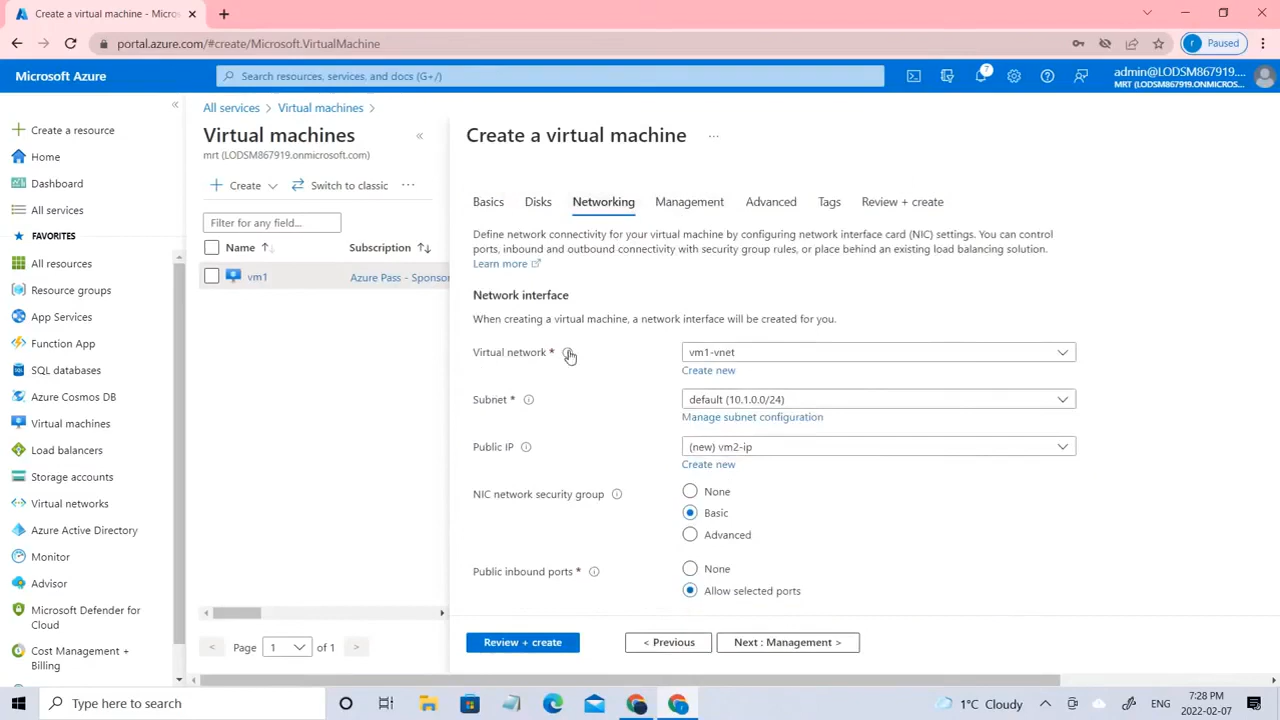 Create a virtual machine - Micros
portal.azure.com/#create/Microsoft.VirtualMachine
r Paused
Microsoft Azure
Search resources, services, and docs (G+/)
7
admin@LODSM867919....
MRT (LODSM867919.ONMICROS...
Create a resource
Home
Dashboard
All services
FAVORITES
All resources
Resource groups
App Services
Function App
SQL databases
Azure Cosmos DB
Virtual machines
Load balancers
Storage accounts
Virtual networks
Azure Active Directory
Monitor
Advisor
Microsoft Defender for
Cloud
Cost Management +
Billing
All services > Virtual machines >
Virtual machines
mrt (LODSM867919.onmicrosoft.com)
+ Create Switch to classic ...
Filter for any field...
Name ↑↓ Subscription ↑↓
vm1 Azure Pass - Sponsor
< Page 1 of 1 >
Create a virtual machine ...
Basics Disks Networking Management Advanced Tags Review + create
Define network connectivity for your virtual machine by configuring network interface card (NIC) settings. You can control
ports, inbound and outbound connectivity with security group rules, or place behind an existing load balancing solution.
Learn more
Network interface
When creating a virtual machine, a network interface will be created for you.
Virtual network * vm1-vnet
Create new
Subnet * default (10.1.0.0/24)
Manage subnet configuration
Public IP (new) vm2-ip
Create new
NIC network security group None
Basic
Advanced
Public inbound ports * None
Allow selected ports
Review + create < Previous Next : Management >
Type here to search
1°C Cloudy ENG 7:28 PM
2022-02-07